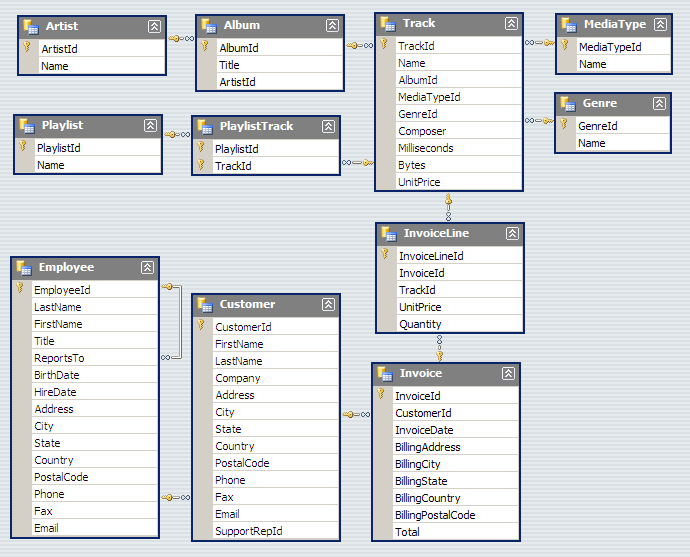 Artist
ArtistId
Name
Album
AlbumId
Title
ArtistId
Track
TrackId
Name
AlbumId
MediaTypeId
GenreId
Composer
Milliseconds
Bytes
UnitPrice
MediaType
MediaTypeId
Name
Genre
GenreId
Name
Playlist
PlaylistId
Name
PlaylistTrack
PlaylistId
TrackId
InvoiceLine
InvoiceLineId
InvoiceId
TrackId
UnitPrice
Quantity
Employee
EmployeeId
LastName
FirstName
Title
ReportsTo
BirthDate
HireDate
Address
City
State
Country
PostalCode
Phone
Fax
Email
Customer
CustomerId
FirstName
LastName
Company
Address
City
State
Country
PostalCode
Phone
Fax
Email
SupportRepId
Invoice
InvoiceId
CustomerId
InvoiceDate
BillingAddress
BillingCity
BillingState
BillingCountry
BillingPostalCode
Total